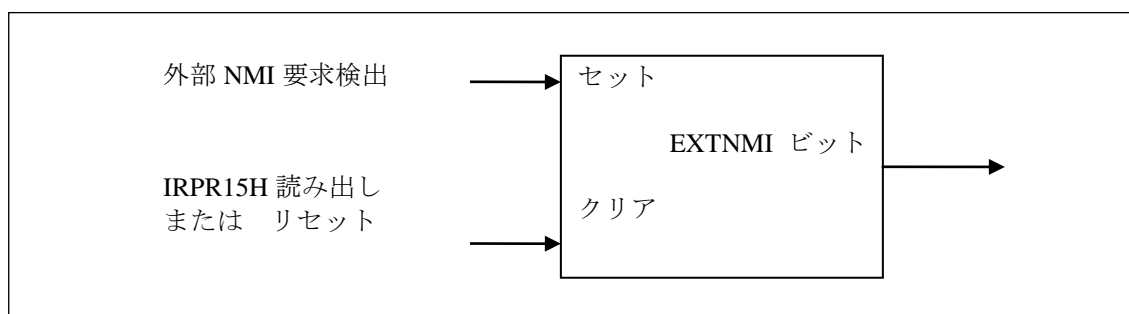 外部 NMI 要求検出
セット
EXTNMI ビット
IRPR15H 読み出し
または　リセット
クリア